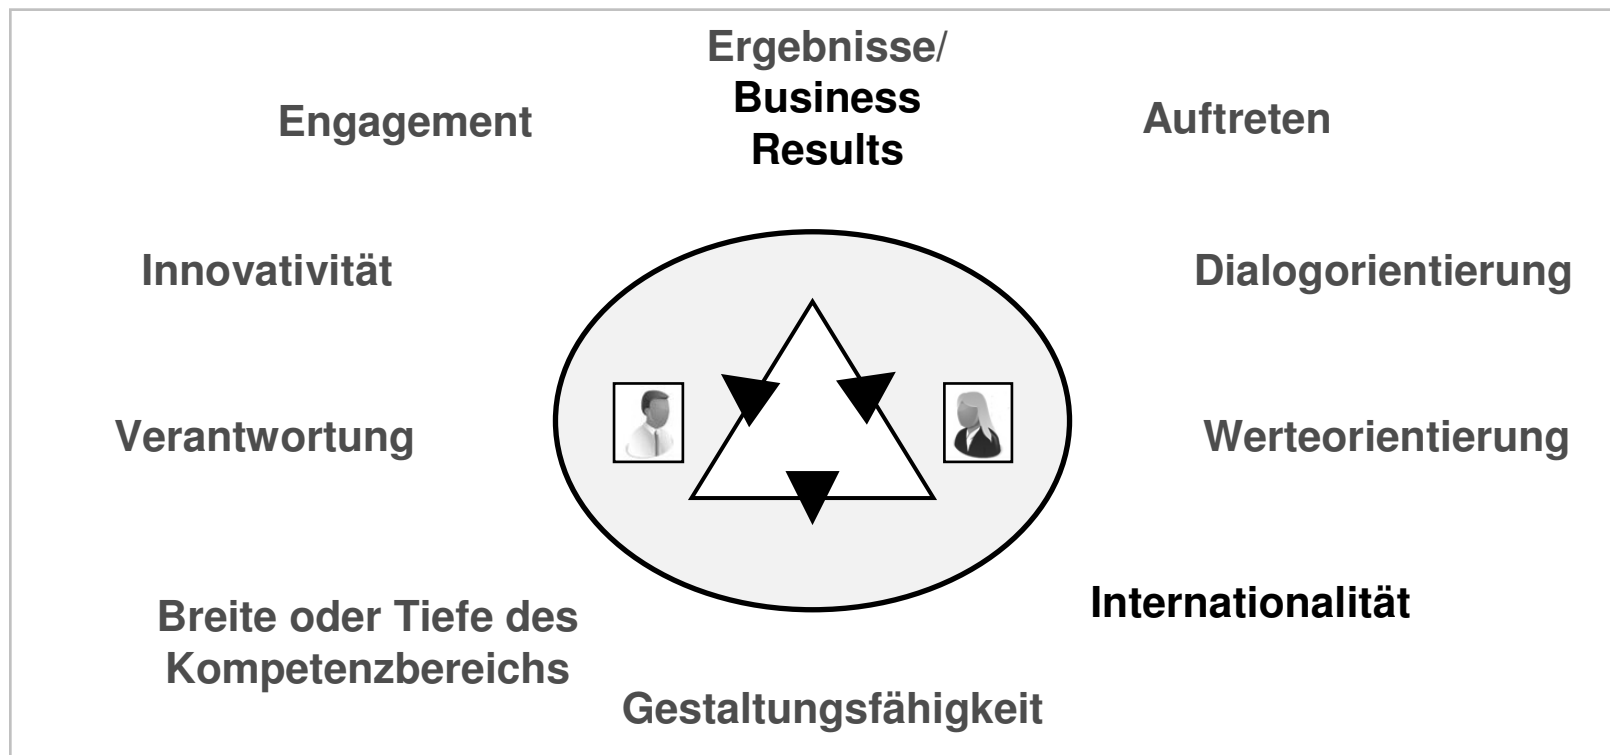 Ergebnisse/
Business
Results
Engagement
Auftreten
Innovativität
Dialogorientierung
Verantwortung
Werteorientierung
Breite oder Tiefe des
Kompetenzbereichs
Internationalität
Gestaltungsfähigkeit